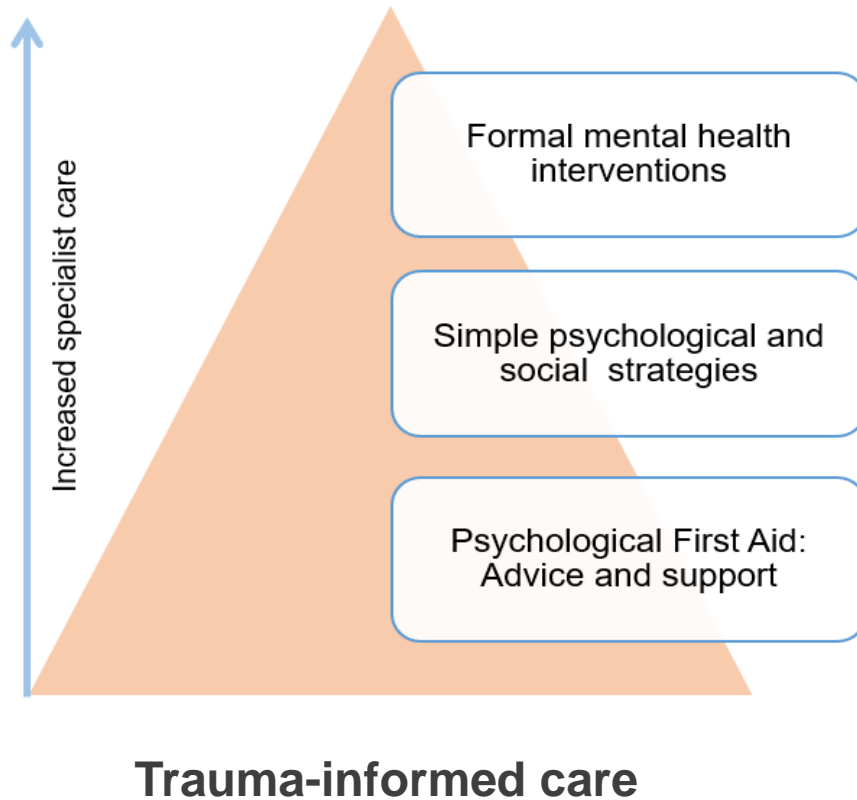 Formal mental health
interventions
Simple psychological and
social strategies
Psychological First Aid:
Advice and support
Increased specialist care
Trauma-informed care